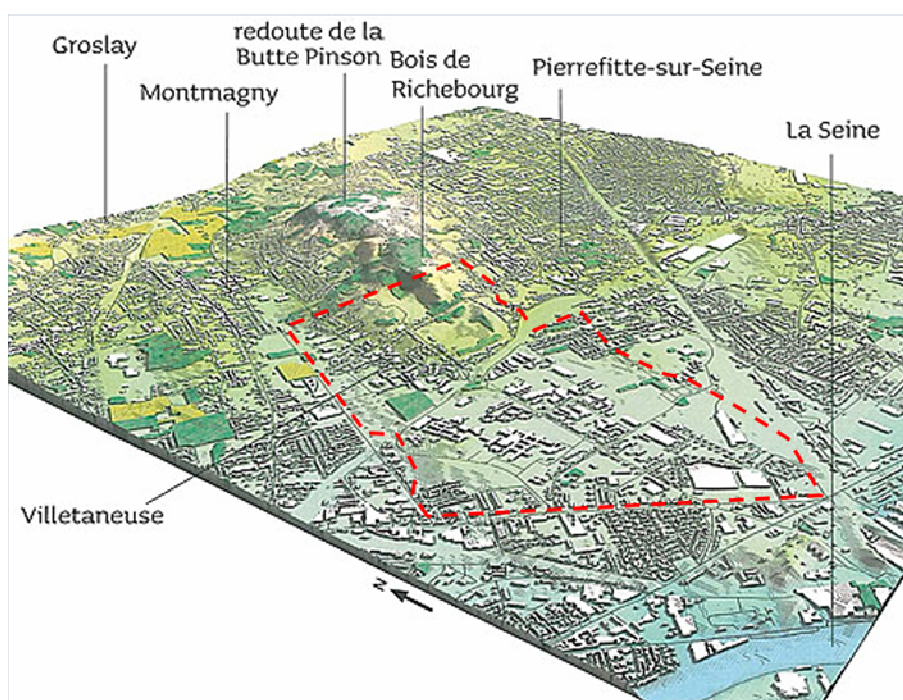 redoute de la
Butte Pinson
Groslay
Bois de
Richebourg
Pierrefitte-sur-Seine
Montmagny
La Seine
Villetaneuse
N